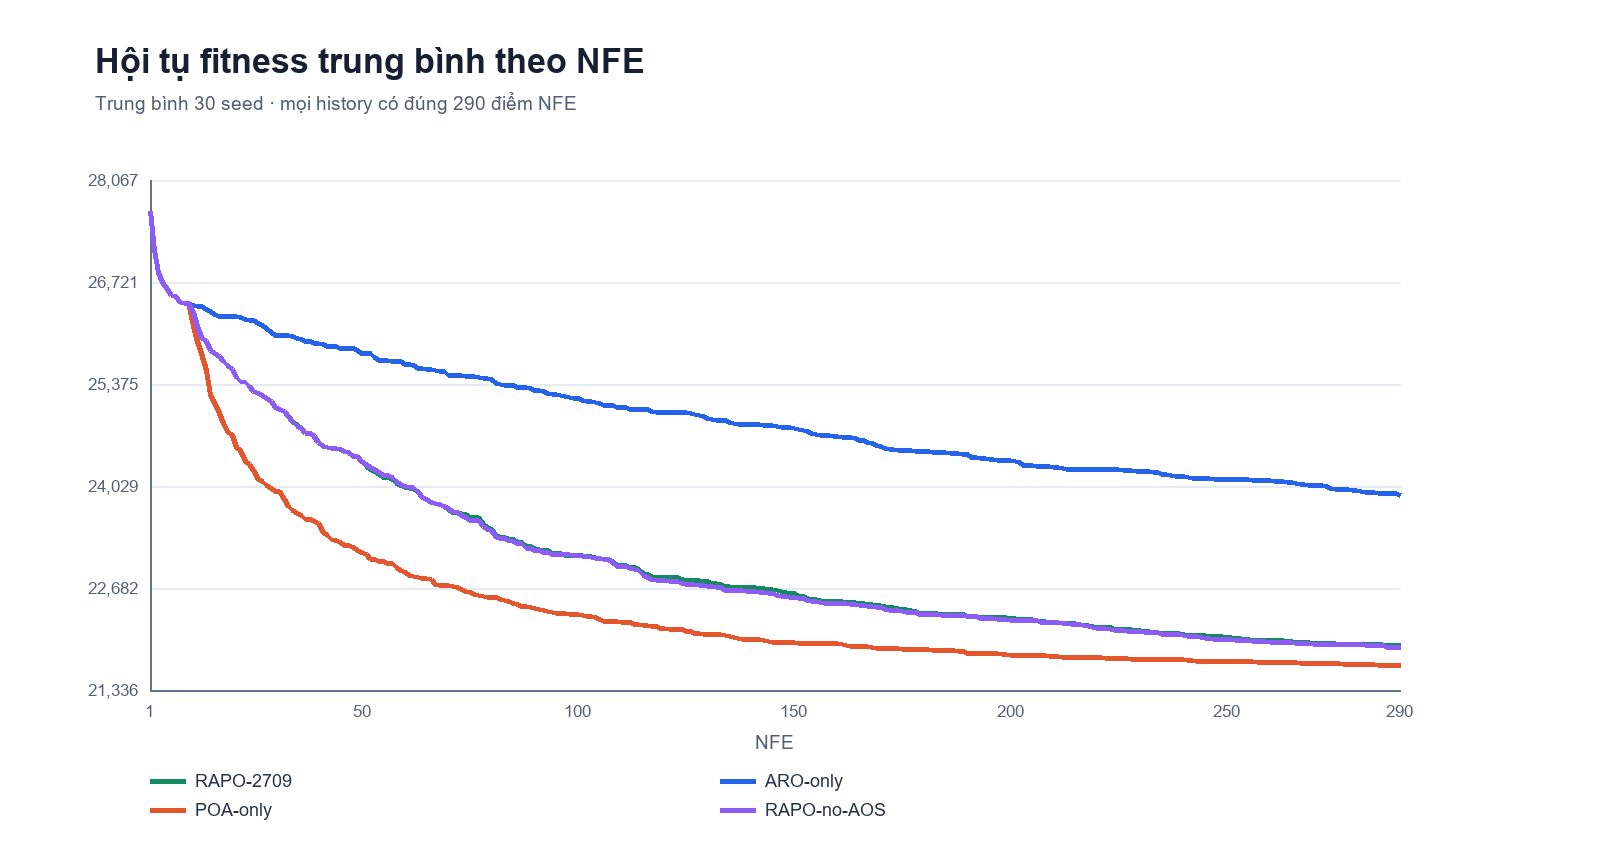 Hội tụ fitness trung bình theo NFE
Trung bình 30 seed · mọi history có đúng 290 điểm NFE
28,067
26,721
25,375
24,029
22,682
21,336
1 50 100 150 200 250 290
NFE
RAPO-2709 ARO-only
POA-only RAPO-no-AOS